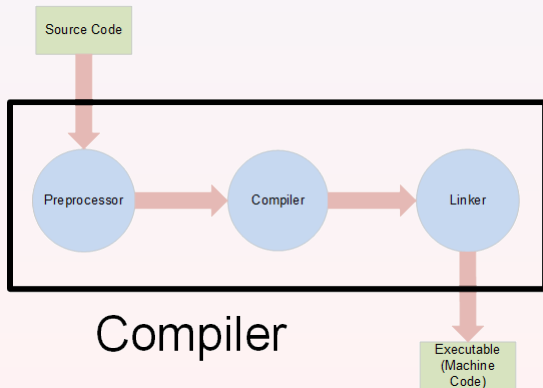 Source Code
Preprocessor
Compiler
Linker
Compiler
Executable
(Machine
Code)